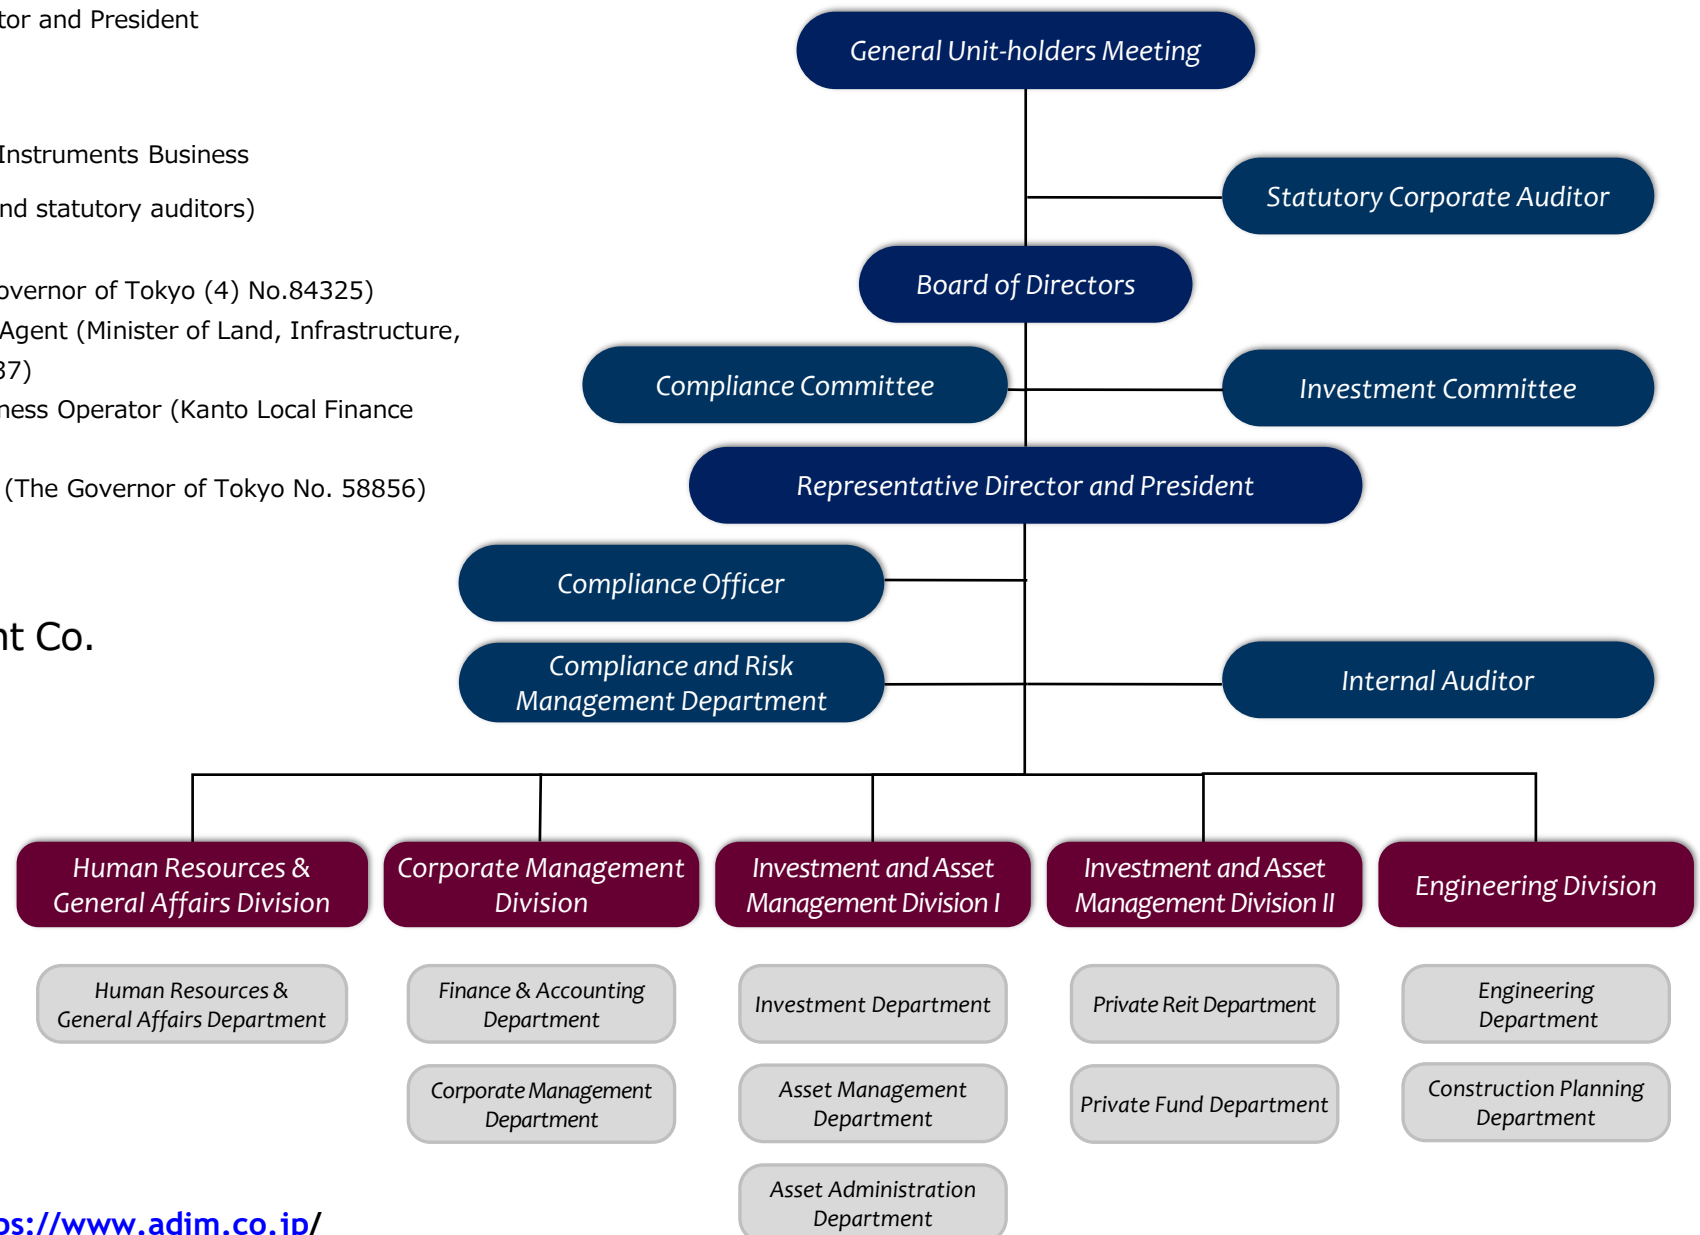 tor and President
Instruments Business
nd statutory auditors)
overnor of Tokyo (4) No.84325)
Agent (Minister of Land, Infrastructure,
37)
ness Operator (Kanto Local Finance
(The Governor of Tokyo No. 58856)
nt Co.
ps://www.adim.co.jp/
General Unit-holders Meeting
Statutory Corporate Auditor
Board of Directors
Compliance Committee
Investment Committee
Representative Director and President
Compliance Officer
Compliance and Risk
Management Department
Internal Auditor
Human Resources &
General Affairs Division
Corporate Management
Division
Investment and Asset
Management Division I
Investment and Asset
Management Division II
Engineering Division
Human Resources &
General Affairs Department
Finance & Accounting
Department
Corporate Management
Department
Investment Department
Asset Management
Department
Asset Administration
Department
Private Reit Department
Private Fund Department
Engineering
Department
Construction Planning
Department